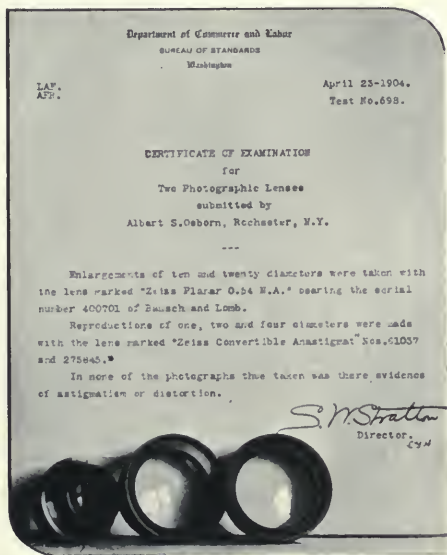 Department of Commerce and Labor
BUREAU OF STANDARDS
Washington
LAF.
AFB.
April 23-1904.
Test No.698.
CERTIFICATE OF EXAMINATION
for
Two Photographic Lenses
submitted by
Albert S.Osborn, Rochester, N.Y.
---
Enlargements of ten and twenty diameters were taken with
the lens marked "Zeiss Planar 0.54 N.A." bearing the serial
number 400701 of Bausch and Lomb.
Reproductions of one, two and four diameters were made
with the lens marked "Zeiss Convertible Anastigmat" Nos.
and 275845."
In none of the photographs thus taken was there evidence
of astigmatism or distortion.
S. W. Stratton
Director.